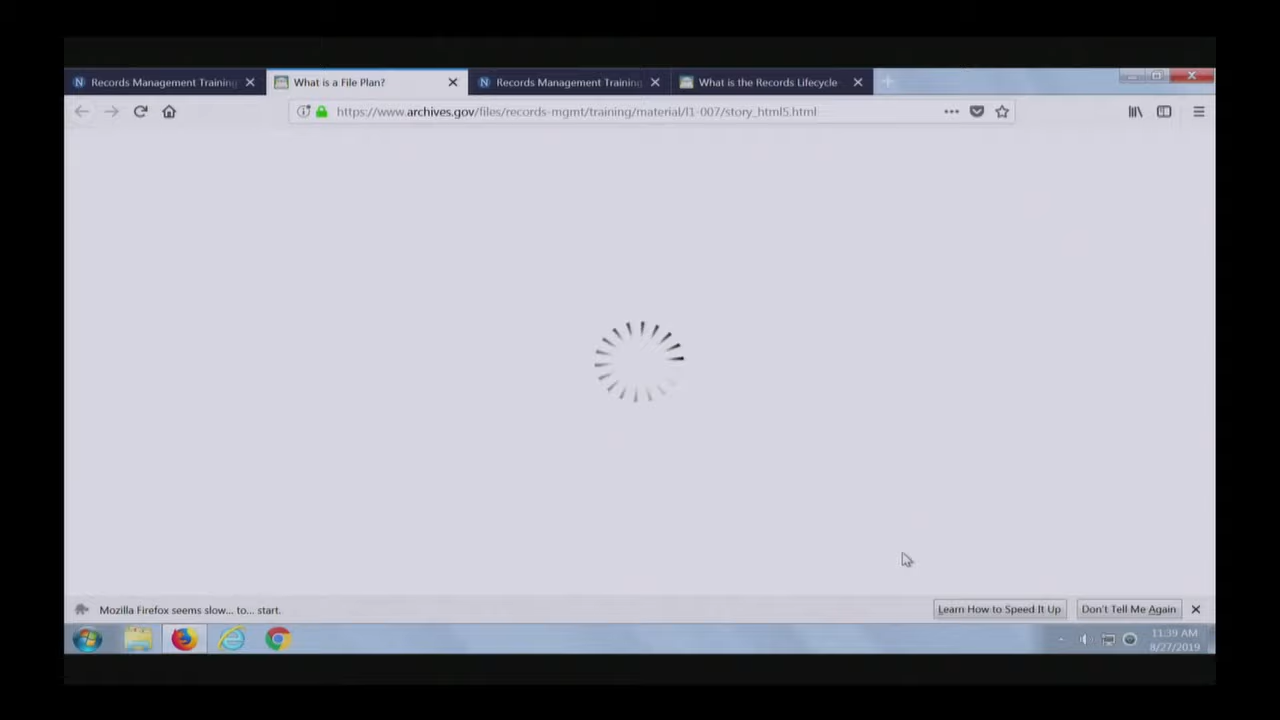 Records Management Training
What is a File Plan?
Records Management Training
What is the Records Lifecycle
https://www.archives.gov/files/records-mgmt/training/material/l1-007/story_html5.html
Mozilla Firefox seems slow... to... start.
Learn How to Speed It Up
Don't Tell Me Again
11:39 AM
8/27/2019